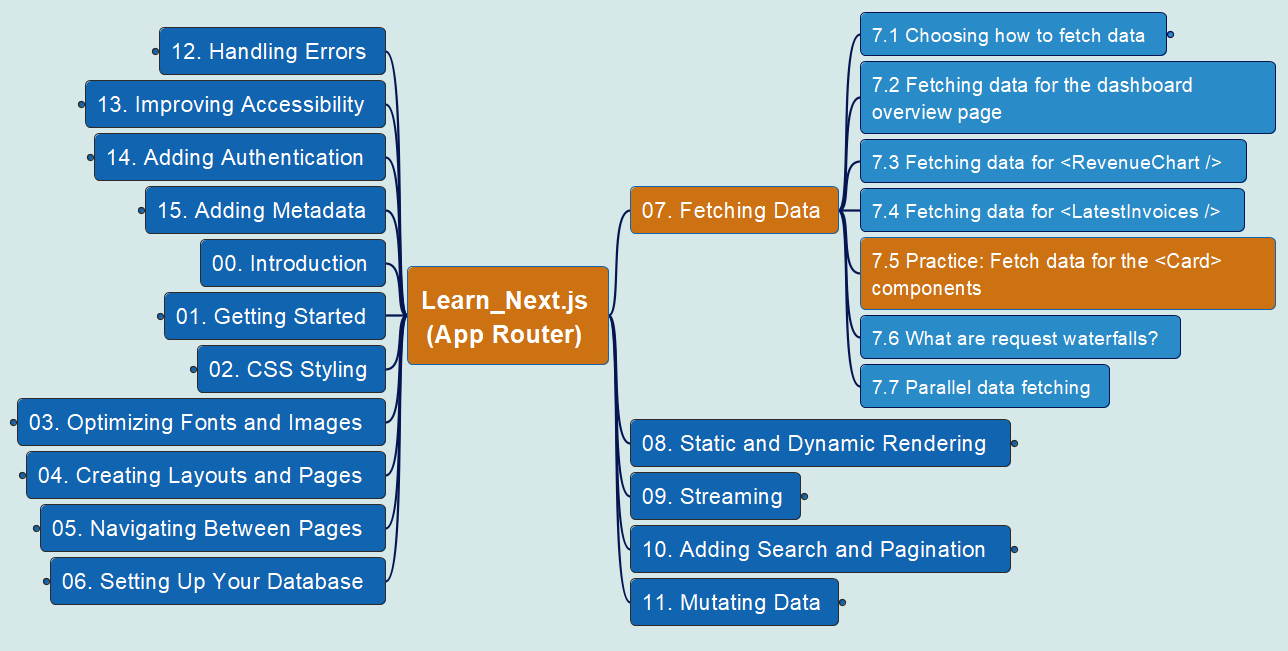 12. Handling Errors
13. Improving Accessibility
14. Adding Authentication
15. Adding Metadata
00. Introduction
01. Getting Started
02. CSS Styling
03. Optimizing Fonts and Images
04. Creating Layouts and Pages
05. Navigating Between Pages
06. Setting Up Your Database
Learn_Next.js
(App Router)
07. Fetching Data
7.1 Choosing how to fetch data
7.2 Fetching data for the dashboard
overview page
7.3 Fetching data for <RevenueChart />
7.4 Fetching data for <LatestInvoices />
7.5 Practice: Fetch data for the <Card>
components
7.6 What are request waterfalls?
7.7 Parallel data fetching
08. Static and Dynamic Rendering
09. Streaming
10. Adding Search and Pagination
11. Mutating Data